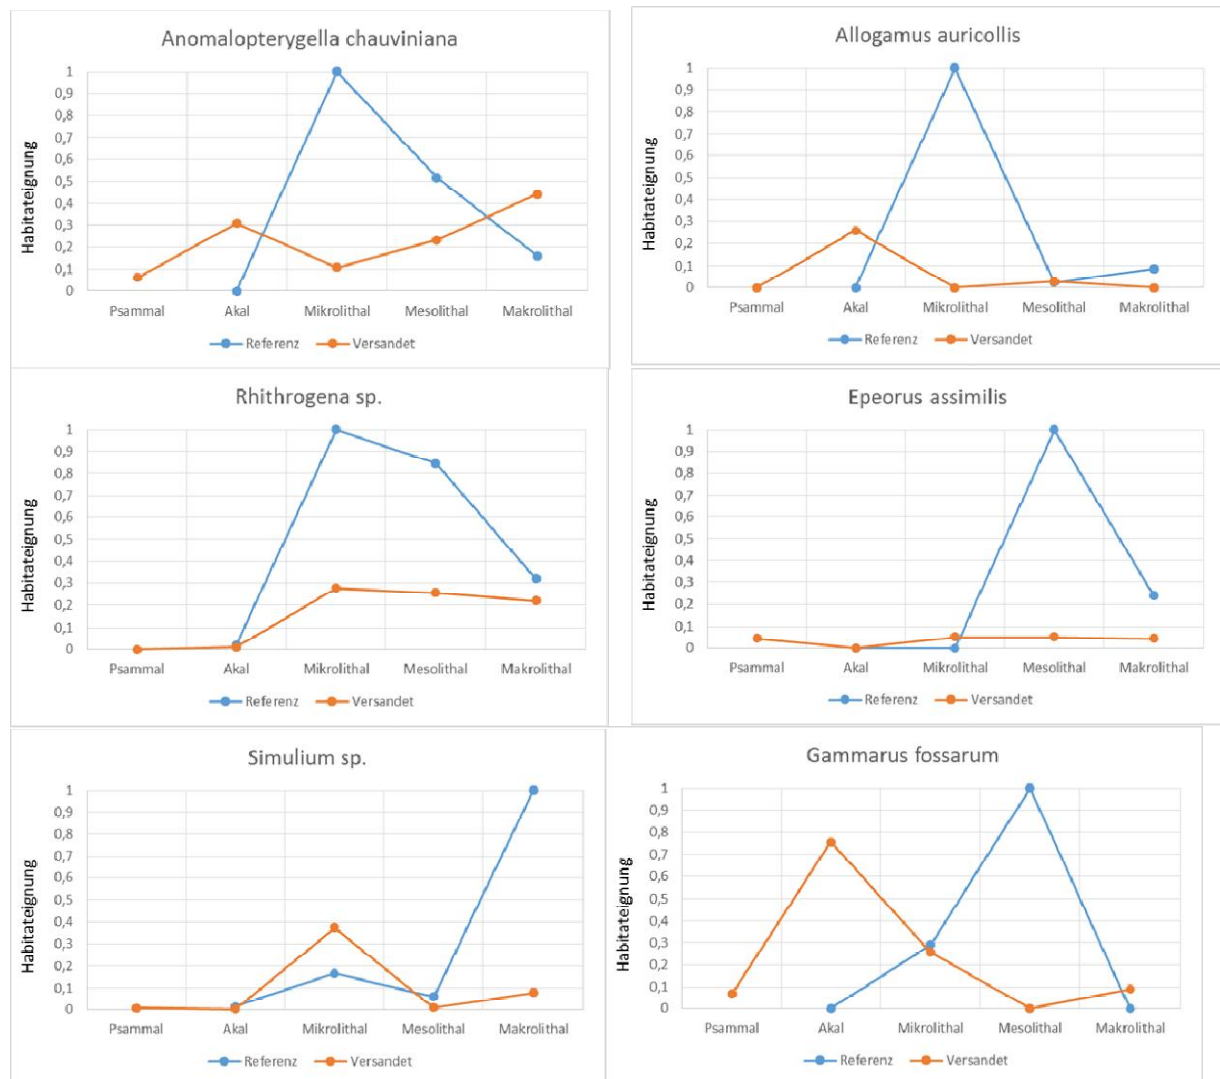 Anomalopterygella chauviniana
Habitateignung
1
0,9
0,8
0,7
0,6
0,5
0,4
0,3
0,2
0,1
0
Psammal Akal Mikrolithal Mesolithal Makrolithal
Referenz Versandet
Allogamus auricollis
Habitateignung
1
0,9
0,8
0,7
0,6
0,5
0,4
0,3
0,2
0,1
0
Psammal Akal Mikrolithal Mesolithal Makrolithal
Referenz Versandet
Rhithrogena sp.
Habitateignung
1
0,9
0,8
0,7
0,6
0,5
0,4
0,3
0,2
0,1
0
Psammal Akal Mikrolithal Mesolithal Makrolithal
Referenz Versandet
Epeorus assimilis
Habitateignung
1
0,9
0,8
0,7
0,6
0,5
0,4
0,3
0,2
0,1
0
Psammal Akal Mikrolithal Mesolithal Makrolithal
Referenz Versandet
Simulium sp.
Habitateignung
1
0,9
0,8
0,7
0,6
0,5
0,4
0,3
0,2
0,1
0
Psammal Akal Mikrolithal Mesolithal Makrolithal
Referenz Versandet
Gammarus fossarum
Habitateignung
1
0,9
0,8
0,7
0,6
0,5
0,4
0,3
0,2
0,1
0
Psammal Akal Mikrolithal Mesolithal Makrolithal
Referenz Versandet